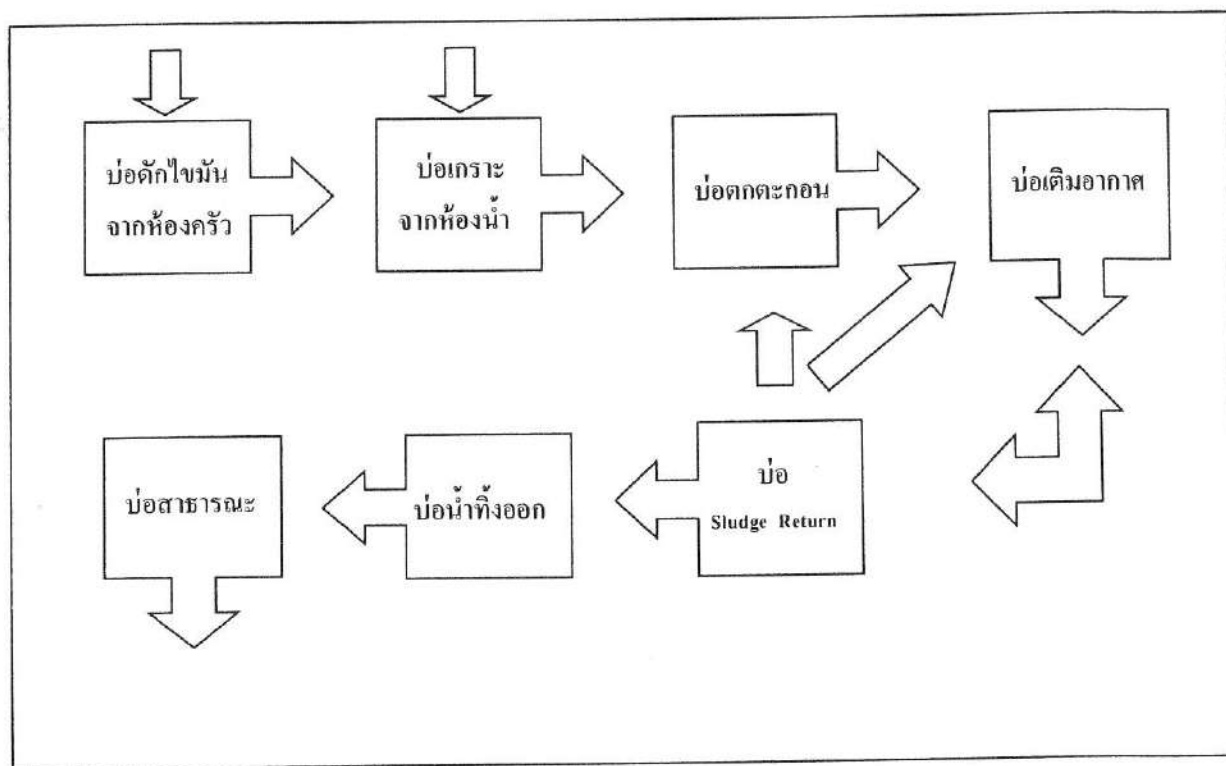 บ่อดักไขมัน
จากห้องครัว
บ่อเกราะ
จากห้องน้ำ
บ่อตกตะกอน
บ่อเติมอากาศ
บ่อสาธารณะ
บ่อน้ำทิ้งออก
บ่อ
Sludge Return